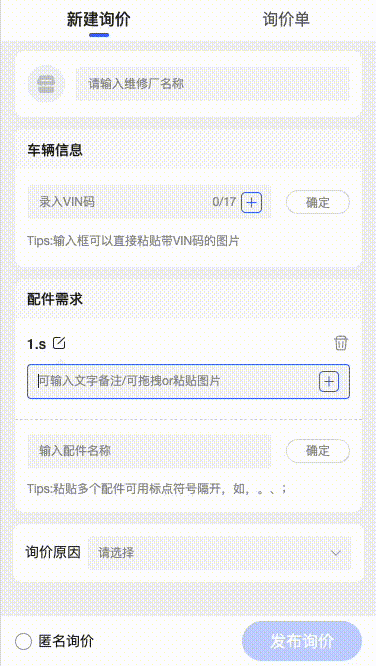 新建询价 询价单
请输入维修厂名称
车辆信息
录入VIN码 0/17 确定
Tips:输入框可以直接粘贴带VIN码的图片
配件需求
1.s
可输入文字备注/可拖拽or粘贴图片
输入配件名称 确定
Tips:粘贴多个配件可用标点符号隔开，如，。、；
询价原因 请选择
匿名询价 发布询价